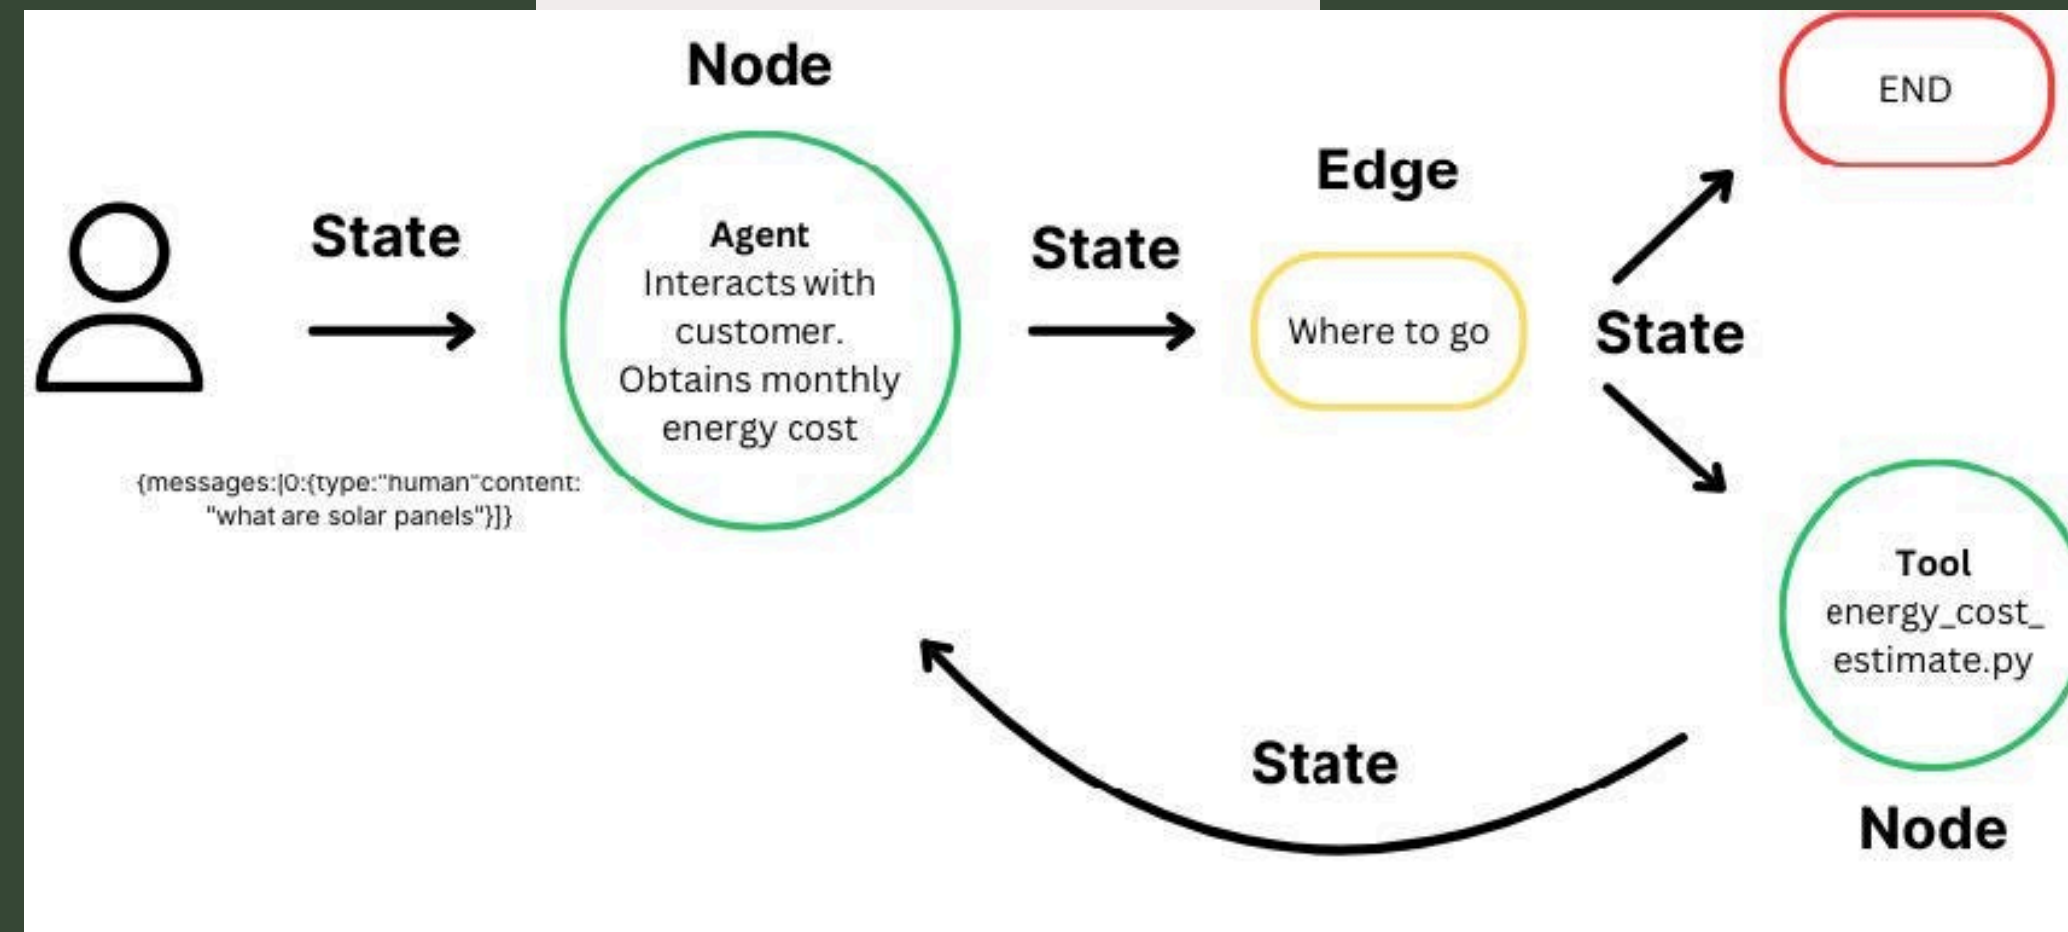 Node
END
Edge
State
State
Agent
Interacts with
customer.
Obtains monthly
energy cost
Where to go
State
{messages:|0:{type:"human"content:
"what are solar panels"}]}
Tool
energy_cost_
estimate.py
State
Node